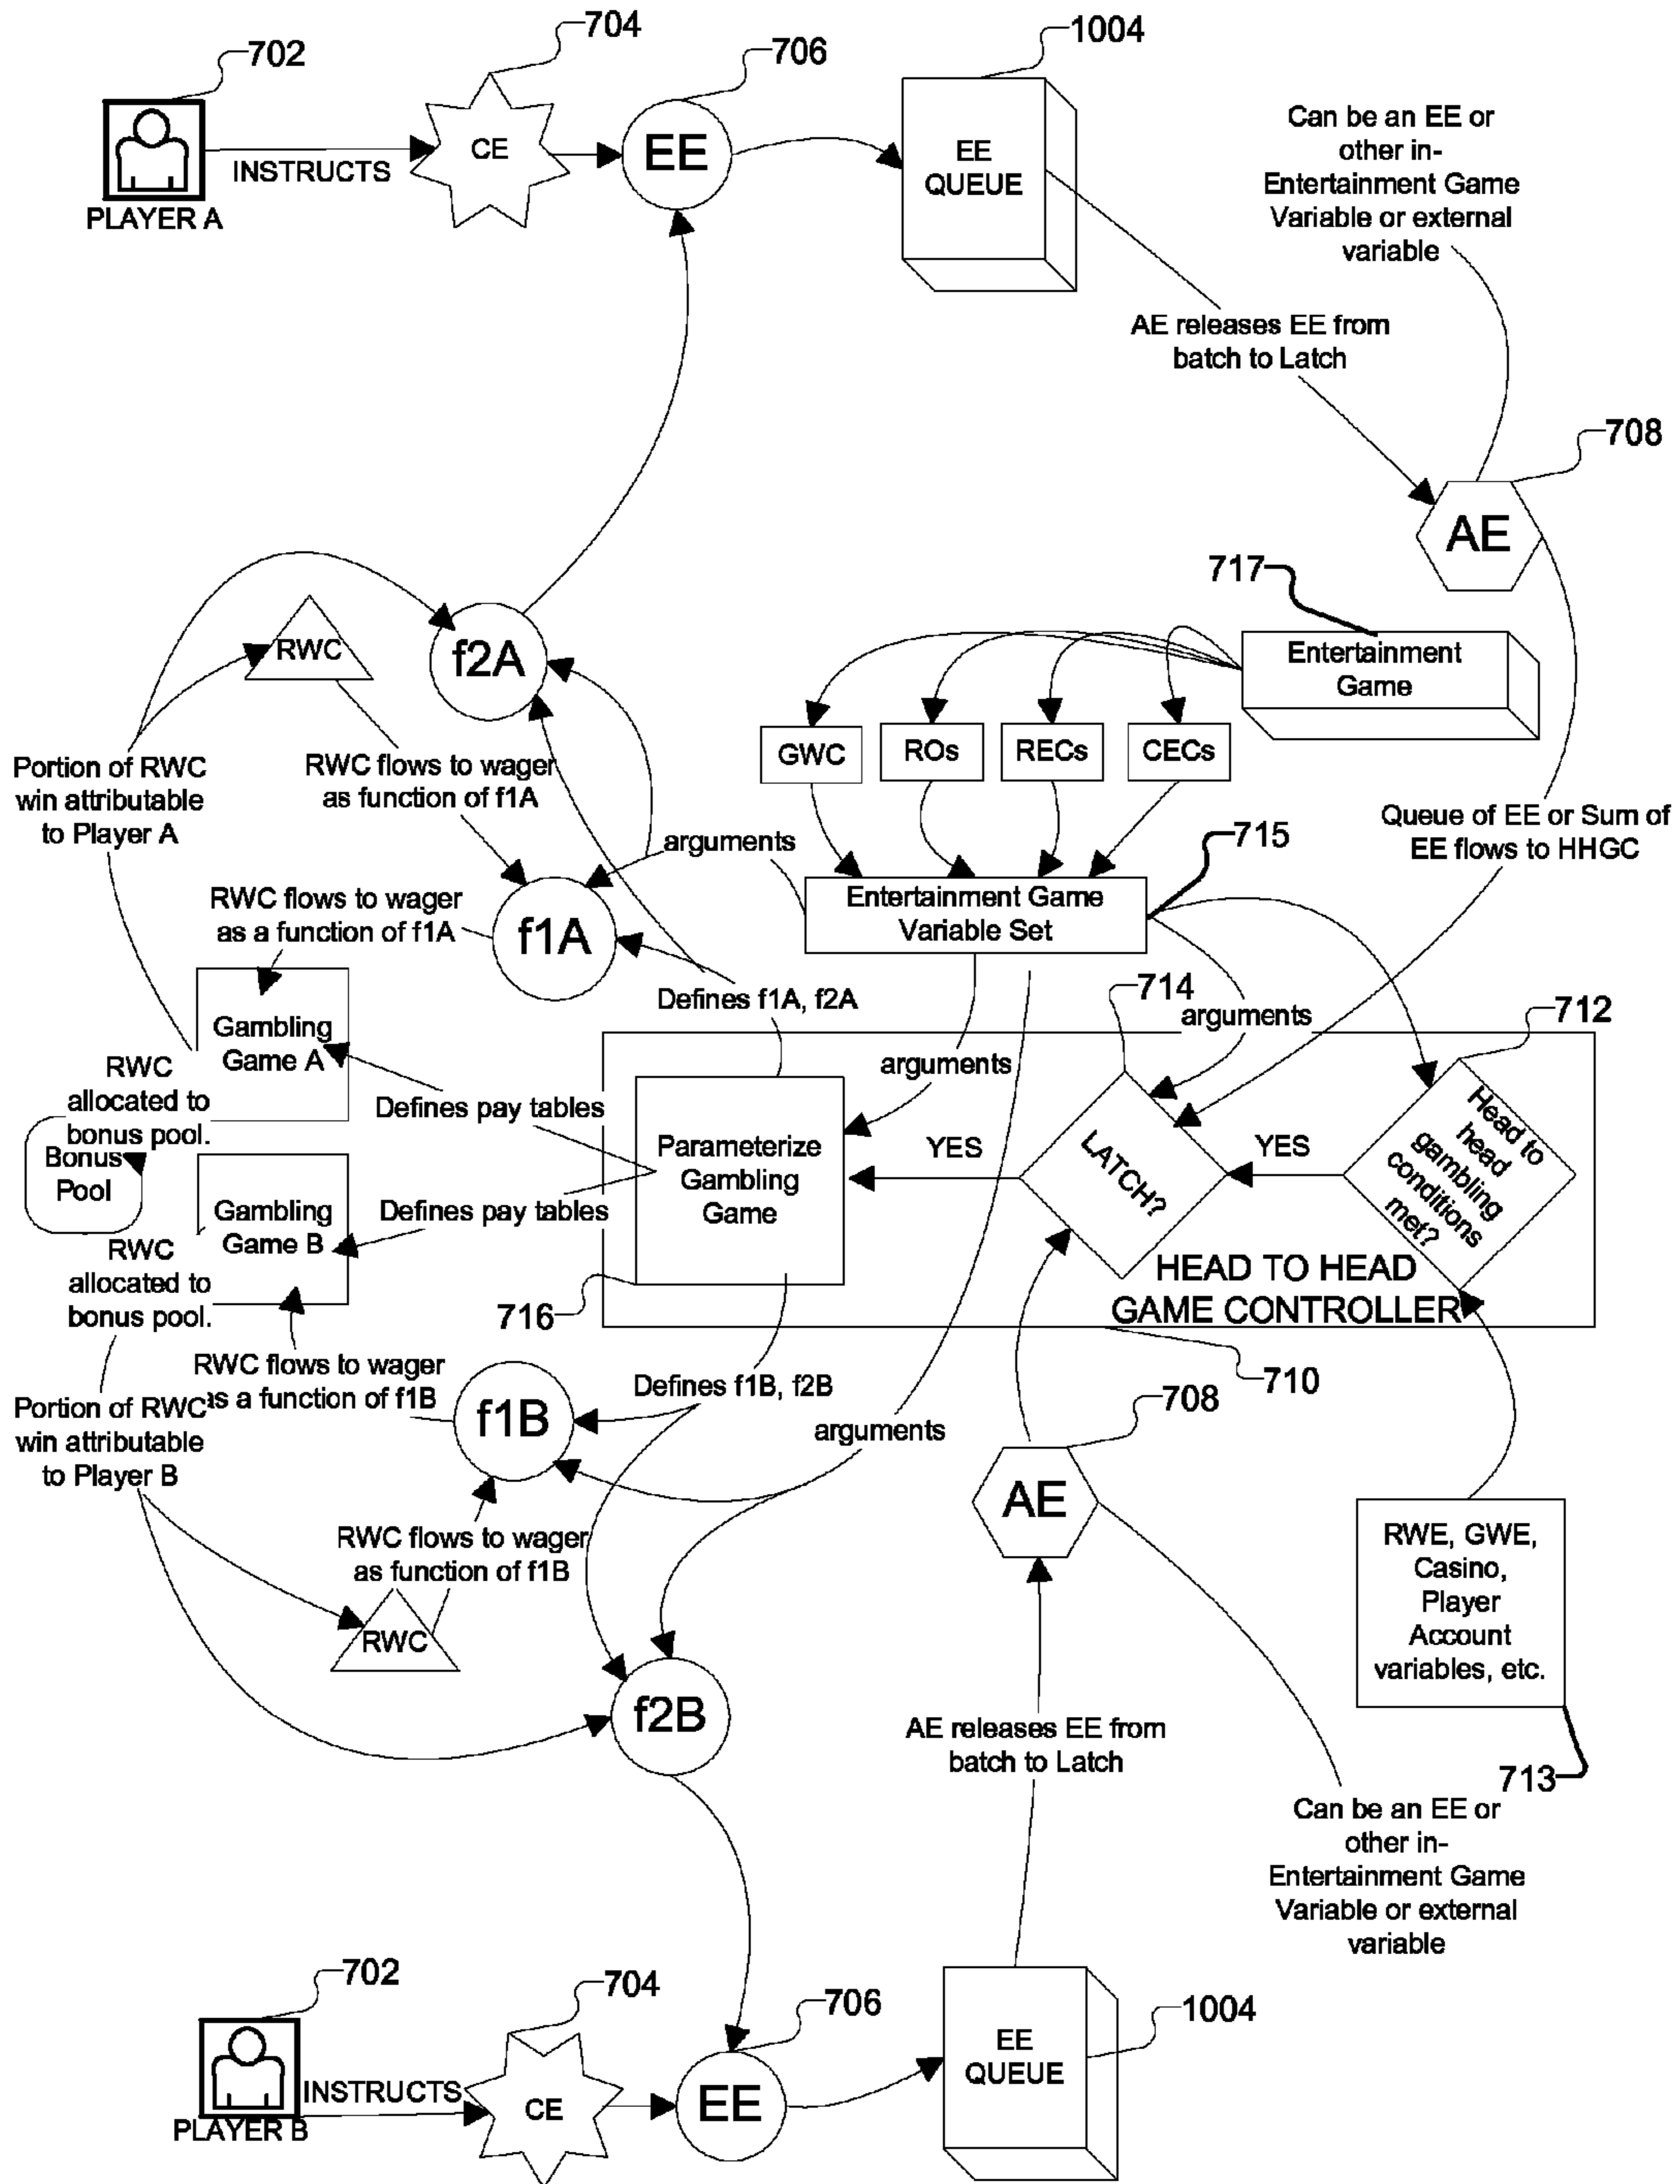 702
704
706
1004
CE
EE
EE
QUEUE
INSTRUCTS
PLAYER A
Can be an EE or
other in-
Entertainment Game
Variable or external
variable
AE releases EE from
batch to Latch
708
AE
717
Entertainment
Game
RWC
f2A
GWC
ROs
RECs
CECs
Portion of RWC
win attributable
to Player A
RWC flows to wager
as function of f1A
Queue of EE or Sum of
EE flows to HHGC
arguments
715
Entertainment Game
Variable Set
RWC flows to wager
as a function of f1A
f1A
Defines f1A, f2A
714
arguments
712
Gambling
Game A
RWC
allocated to
bonus pool.
Bonus
Pool
Defines pay tables
arguments
Parameterize
Gambling
Game
YES
LATCH?
YES
Head to
head
gambling
conditions
met?
Gambling
Game B
Defines pay tables
RWC
allocated to
bonus pool.
HEAD TO HEAD
GAME CONTROLLER
716
710
RWC flows to wager
as a function of f1B
Defines f1B, f2B
708
Portion of RWC
win attributable
to Player B
f1B
arguments
AE
RWC flows to wager
as function of f1B
RWC
RWE, GWE,
Casino,
Player
Account
variables, etc.
f2B
AE releases EE from
batch to Latch
713
Can be an EE or
other in-
Entertainment Game
Variable or external
variable
702
704
706
1004
EE
QUEUE
INSTRUCTS
CE
EE
PLAYER B